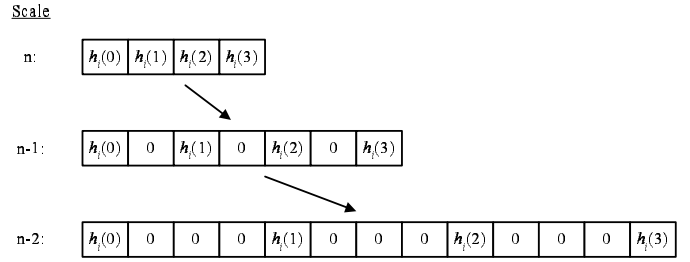 Scale
n: h_i(0) h_i(1) h_i(2) h_i(3)
n-1: h_i(0) 0 h_i(1) 0 h_i(2) 0 h_i(3)
n-2: h_i(0) 0 0 0 h_i(1) 0 0 0 h_i(2) 0 0 0 h_i(3)